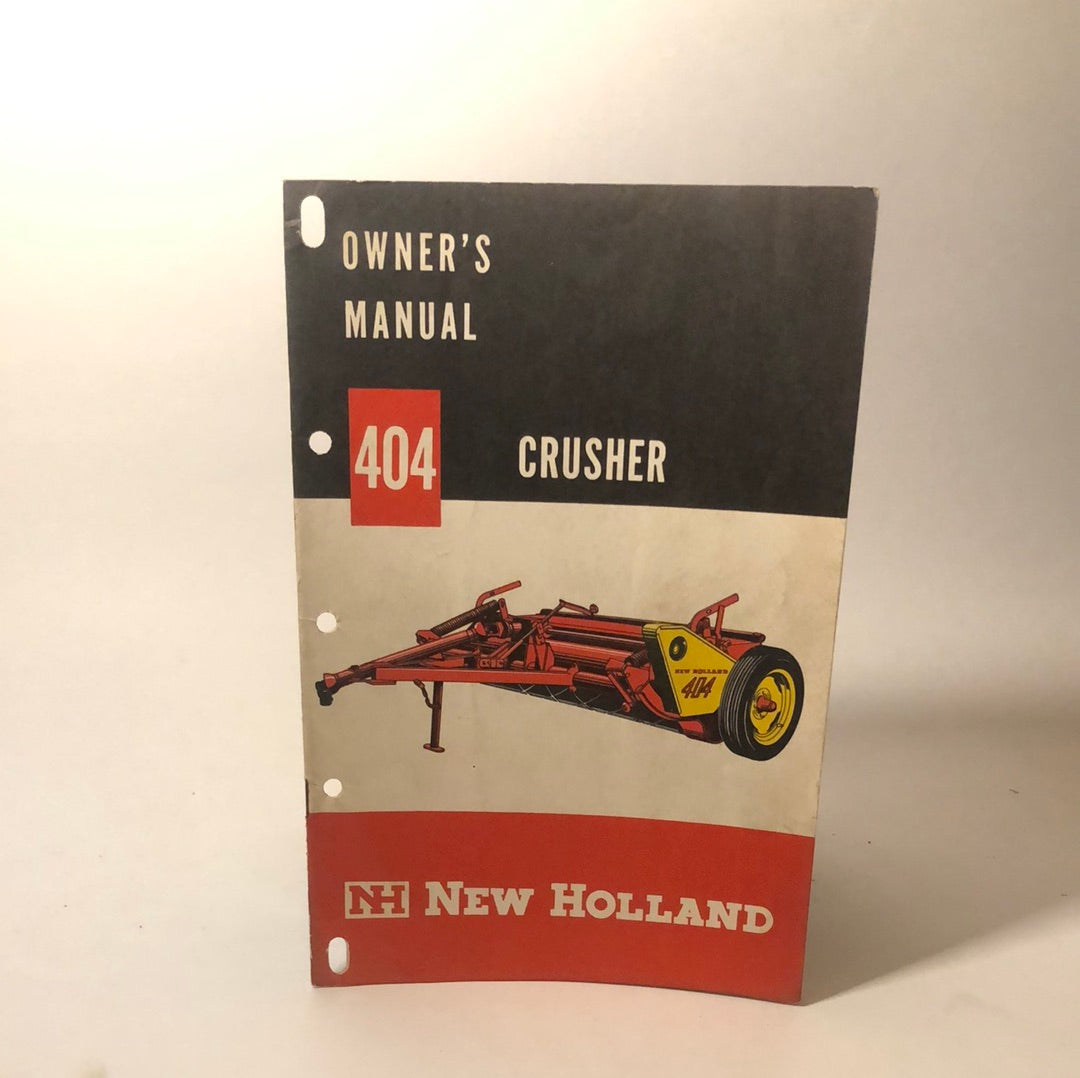 OWNER'S
MANUAL
404 CRUSHER
NEW HOLLAND
404
NH NEW HOLLAND